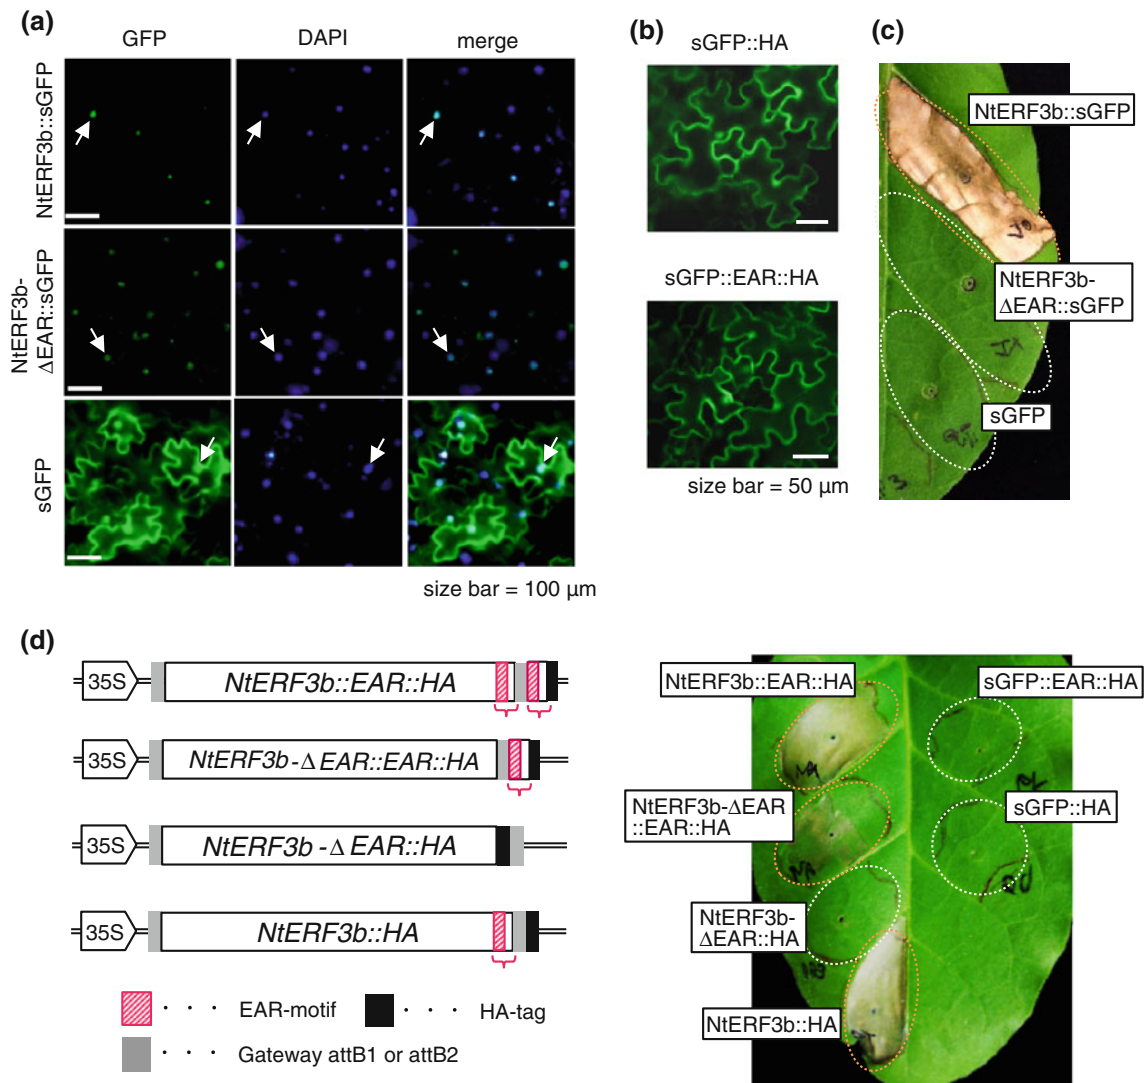 (a)
GFP
DAPI
merge
NtERF3b::sGFP
NtERF3b-
ΔEAR::sGFP
sGFP
size bar = 100 µm
(b)
sGFP::HA
sGFP::EAR::HA
size bar = 50 µm
(c)
NtERF3b::sGFP
NtERF3b-
ΔEAR::sGFP
sGFP
(d)
35S
NtERF3b::EAR::HA
35S
NtERF3b-Δ EAR::EAR::HA
35S
NtERF3b -Δ EAR::HA
35S
NtERF3b::HA
· · · EAR-motif
· · · HA-tag
· · · Gateway attB1 or attB2
NtERF3b::EAR::HA
sGFP::EAR::HA
NtERF3b-ΔEAR
::EAR::HA
sGFP::HA
NtERF3b-
ΔEAR::HA
NtERF3b::HA